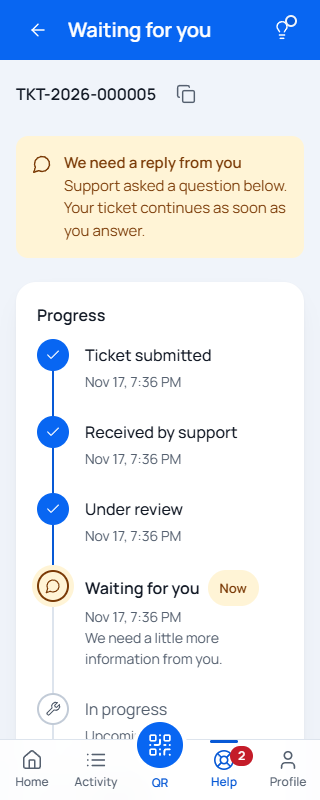 Waiting for you
TKT-2026-000005
We need a reply from you
Support asked a question below.
Your ticket continues as soon as
you answer.
Progress
Ticket submitted
Nov 17, 7:36 PM
Received by support
Nov 17, 7:36 PM
Under review
Nov 17, 7:36 PM
Waiting for you Now
Nov 17, 7:36 PM
We need a little more
information from you.
In progress
Home Activity QR Help 2 Profile